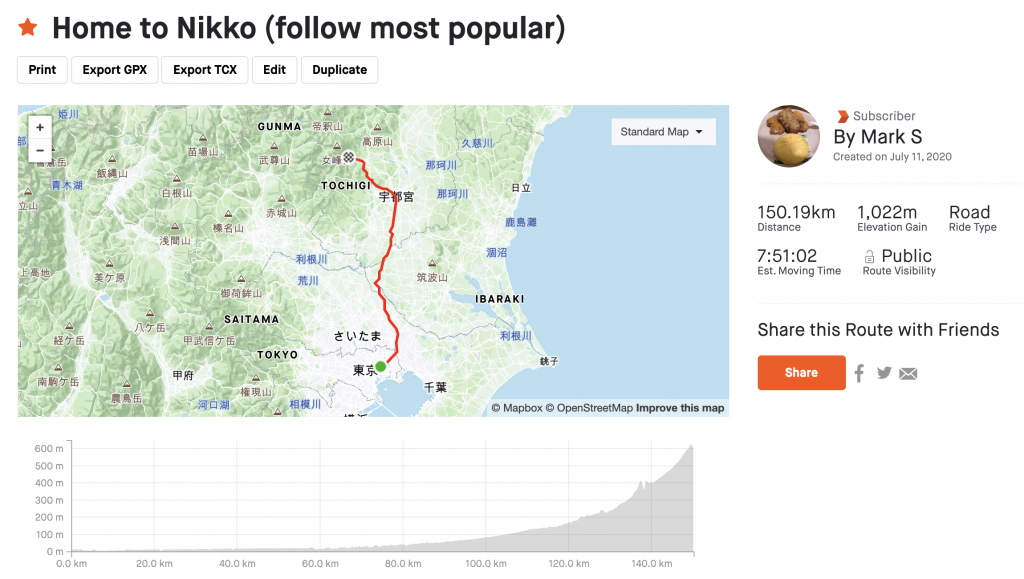 Home to Nikko (follow most popular)
Print
Export GPX
Export TCX
Edit
Duplicate
+
−
Standard Map
姫川
GUNMA
帝釈山
苗場山
武尊山
女峰
高原山
久慈川
那珂川
飯縄山
青木湖
白根山
TOCHIGI
宇都宮
那珂川
日立
立山
赤城山
榛名山
鹿島灘
浅間山
涸沼
利根川
上高地
美ケ原
筑波山
荒川
御荷鉾山
IBARAKI
SAITAMA
八ケ岳
さいたま
利根川
経ケ岳
甲武信ケ岳
TOKYO
東京
銚子
甲府
千葉
南駒ケ岳
農鳥岳
権現山
河口湖
相模川
© Mapbox © OpenStreetMap Improve this map
Subscriber
By Mark S
Created on July 11, 2020
150.19km
Distance
1,022m
Elevation Gain
Road
Ride Type
7:51:02
Est. Moving Time
Public
Route Visibility
Share this Route with Friends
Share
600 m
500 m
400 m
300 m
200 m
100 m
0 m
0.0 km
20.0 km
40.0 km
60.0 km
80.0 km
100.0 km
120.0 km
140.0 km